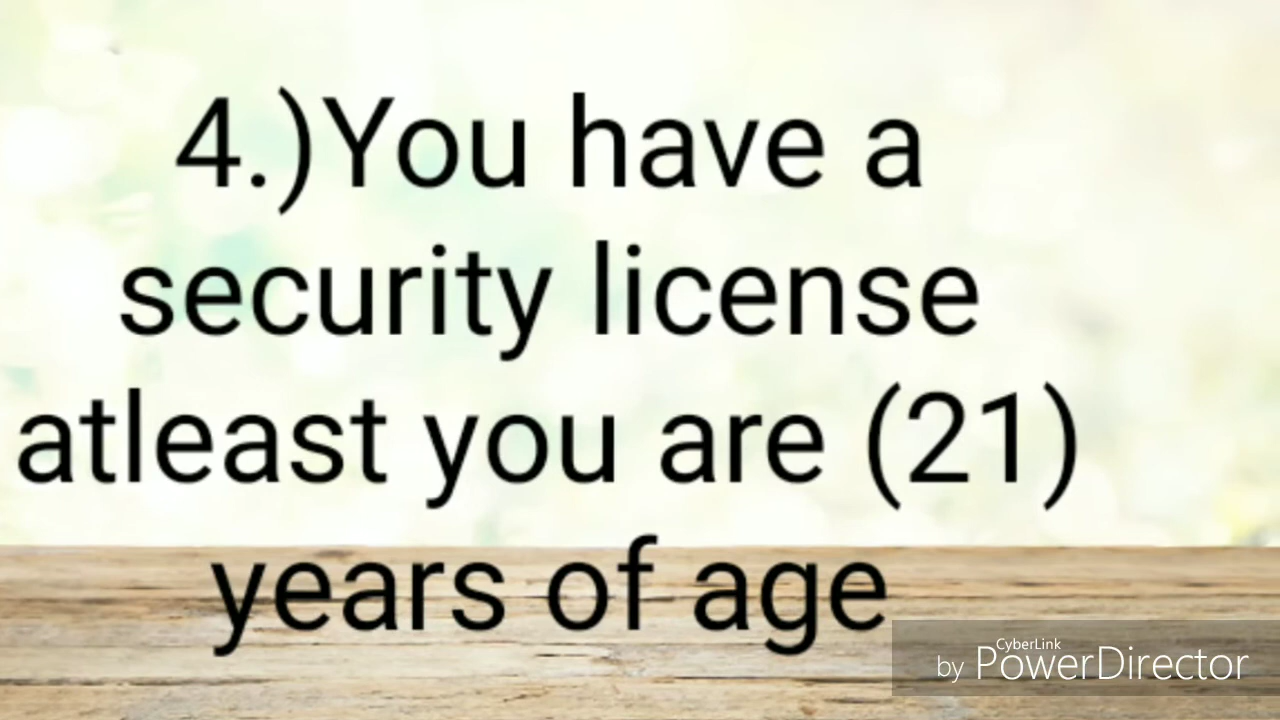 4.)You have a
security license
atleast you are (21)
years of age
CyberLink
by PowerDirector